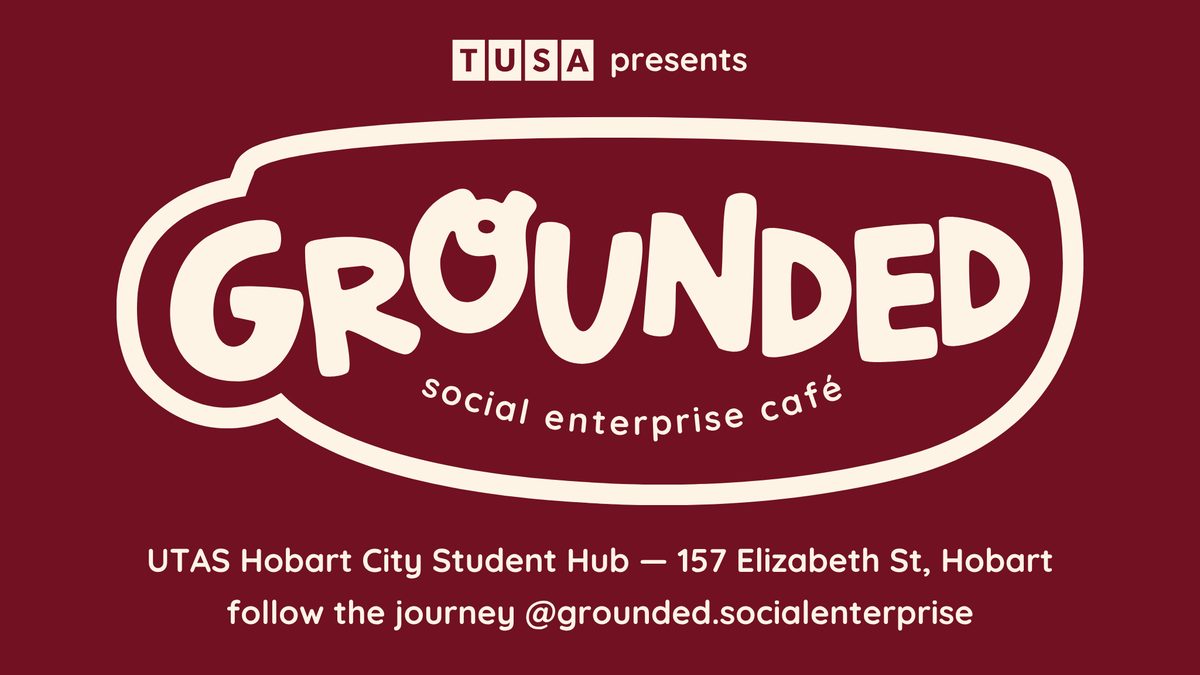 TUSA presents
GROUNDED
social enterprise café
UTAS Hobart City Student Hub — 157 Elizabeth St, Hobart
follow the journey @grounded.socialenterprise